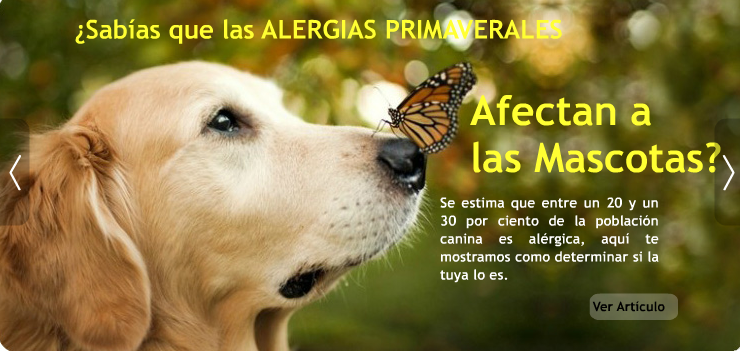 ¿Sabías que las ALERGIAS PRIMAVERALES
Afectan a
las Mascotas?
Se estima que entre un 20 y un
30 por ciento de la población
canina es alérgica, aquí te
mostramos como determinar si la
tuya lo es.
Ver Artículo